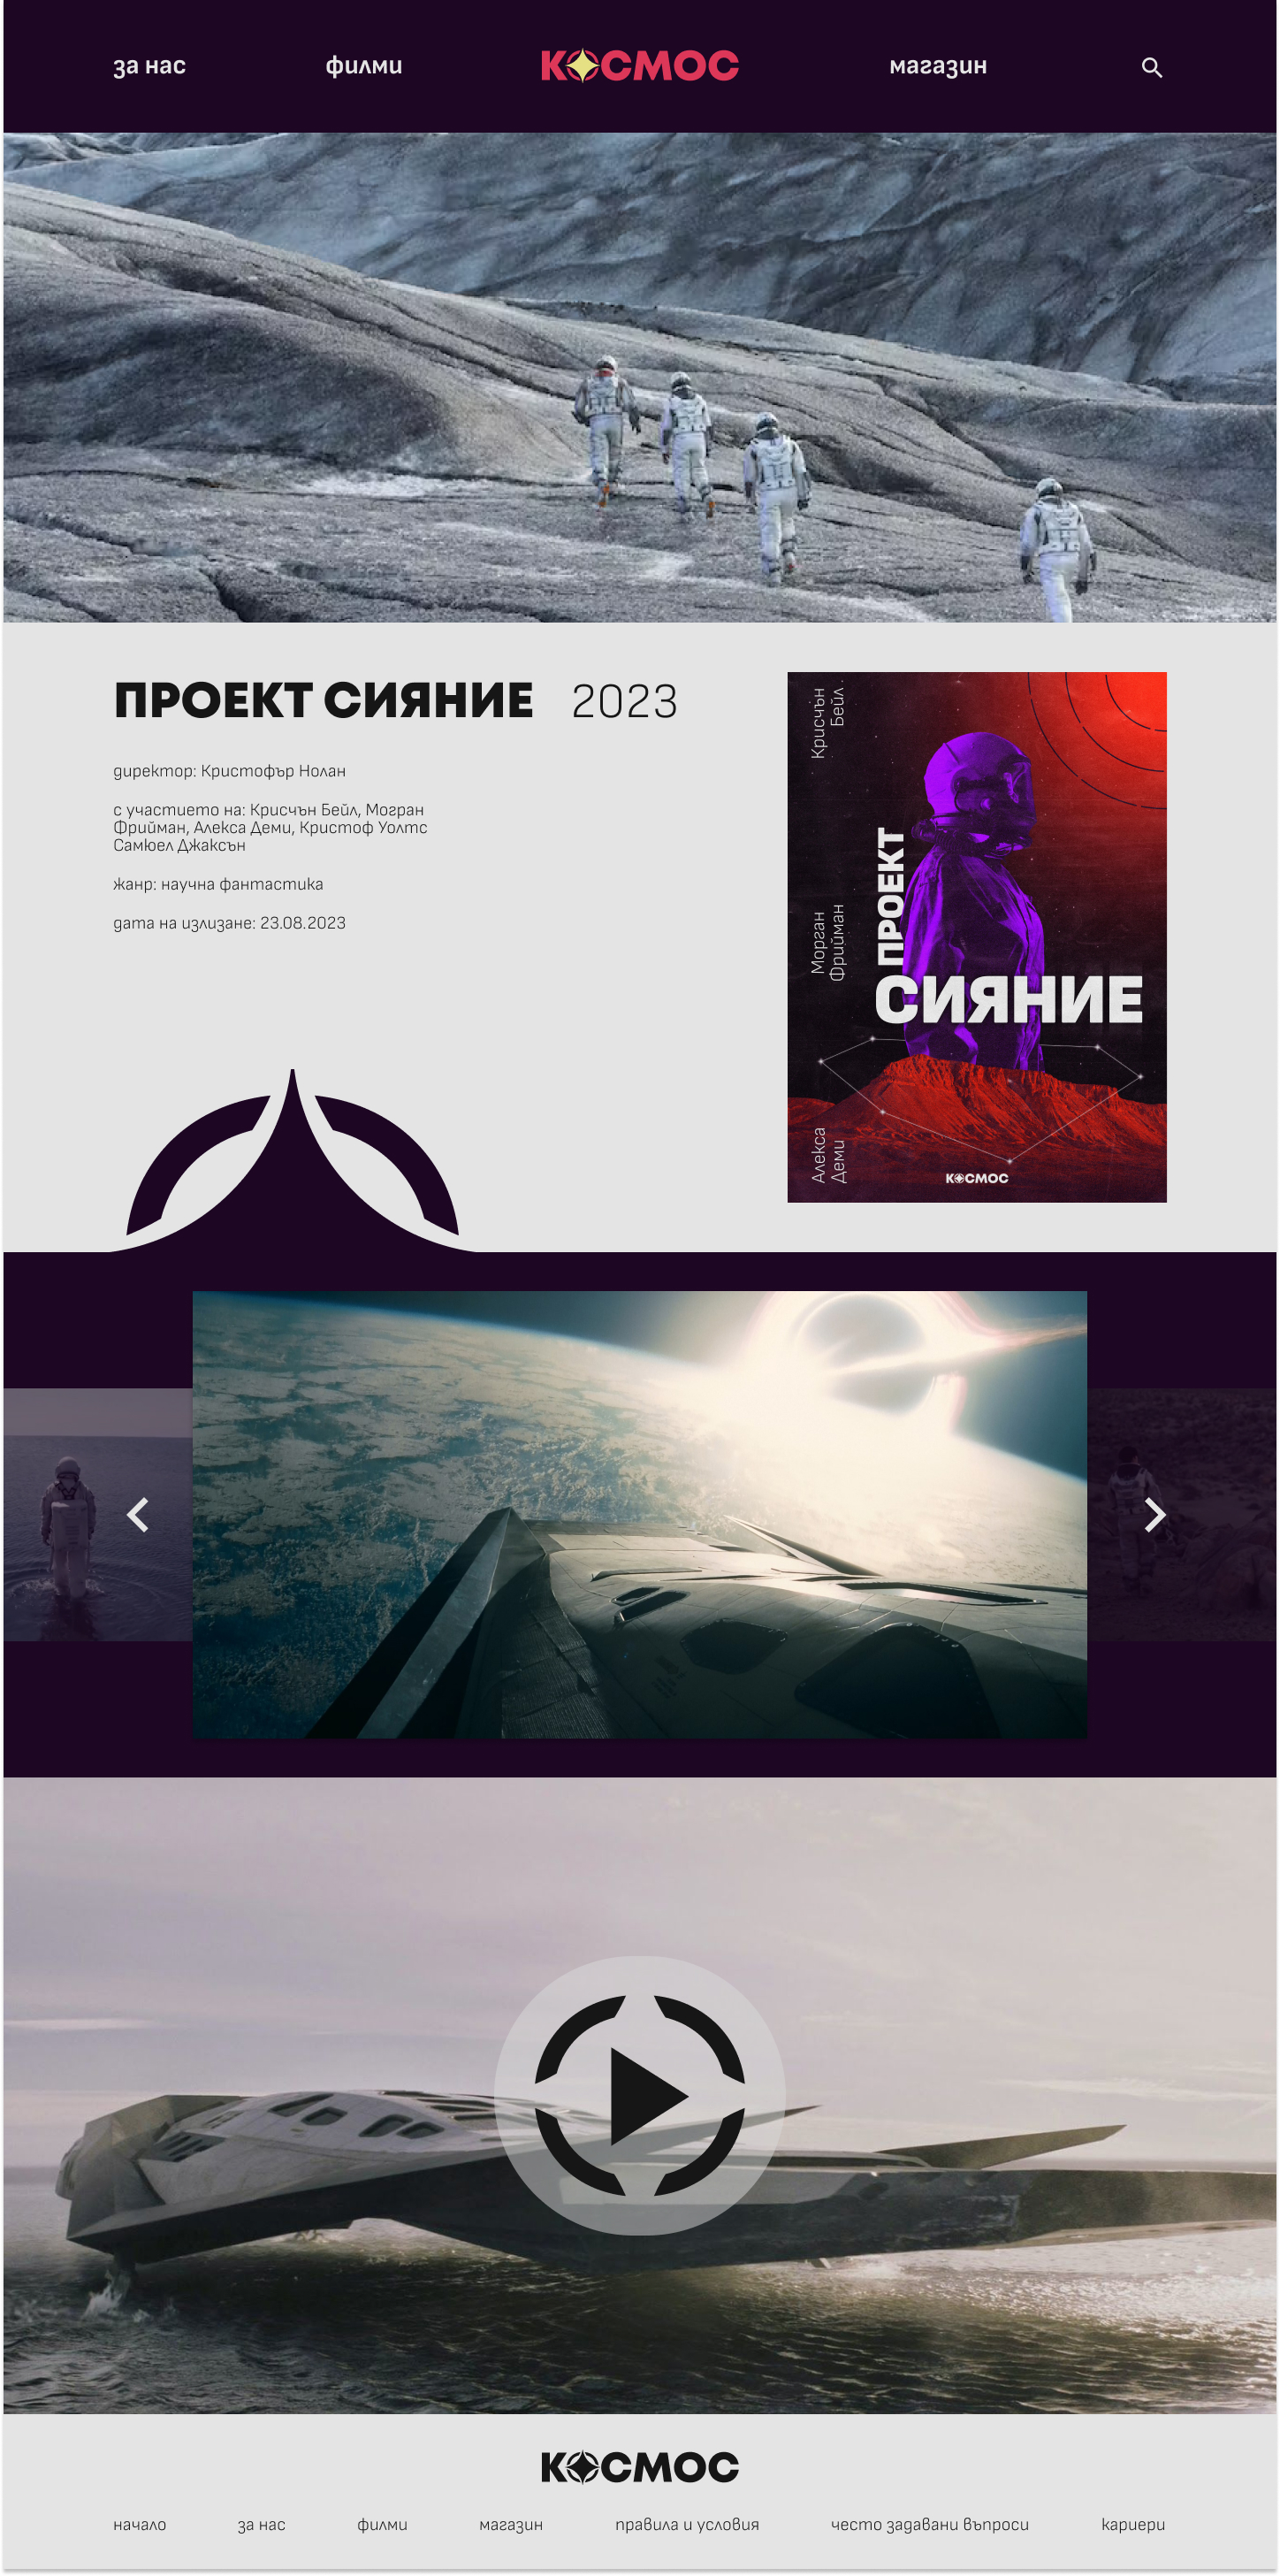 за нас
филми
КОСМОС
магазин
ПРОЕКТ СИЯНИЕ 2023
директор: Кристофър Нолан
с участието на: Крисчън Бейл, Могран
Фрийман, Алекса Деми, Кристоф Уолтс
Самюел Джаксън
жанр: научна фантастика
дата на излизане: 23.08.2023
Крисчън
Бейл
Морган
Фрийман
Алекса
Деми
ПРОЕКТ
СИЯНИЕ
КОСМОС
КОСМОС
начало
за нас
филми
магазин
правила и условия
често задавани въпроси
кариери